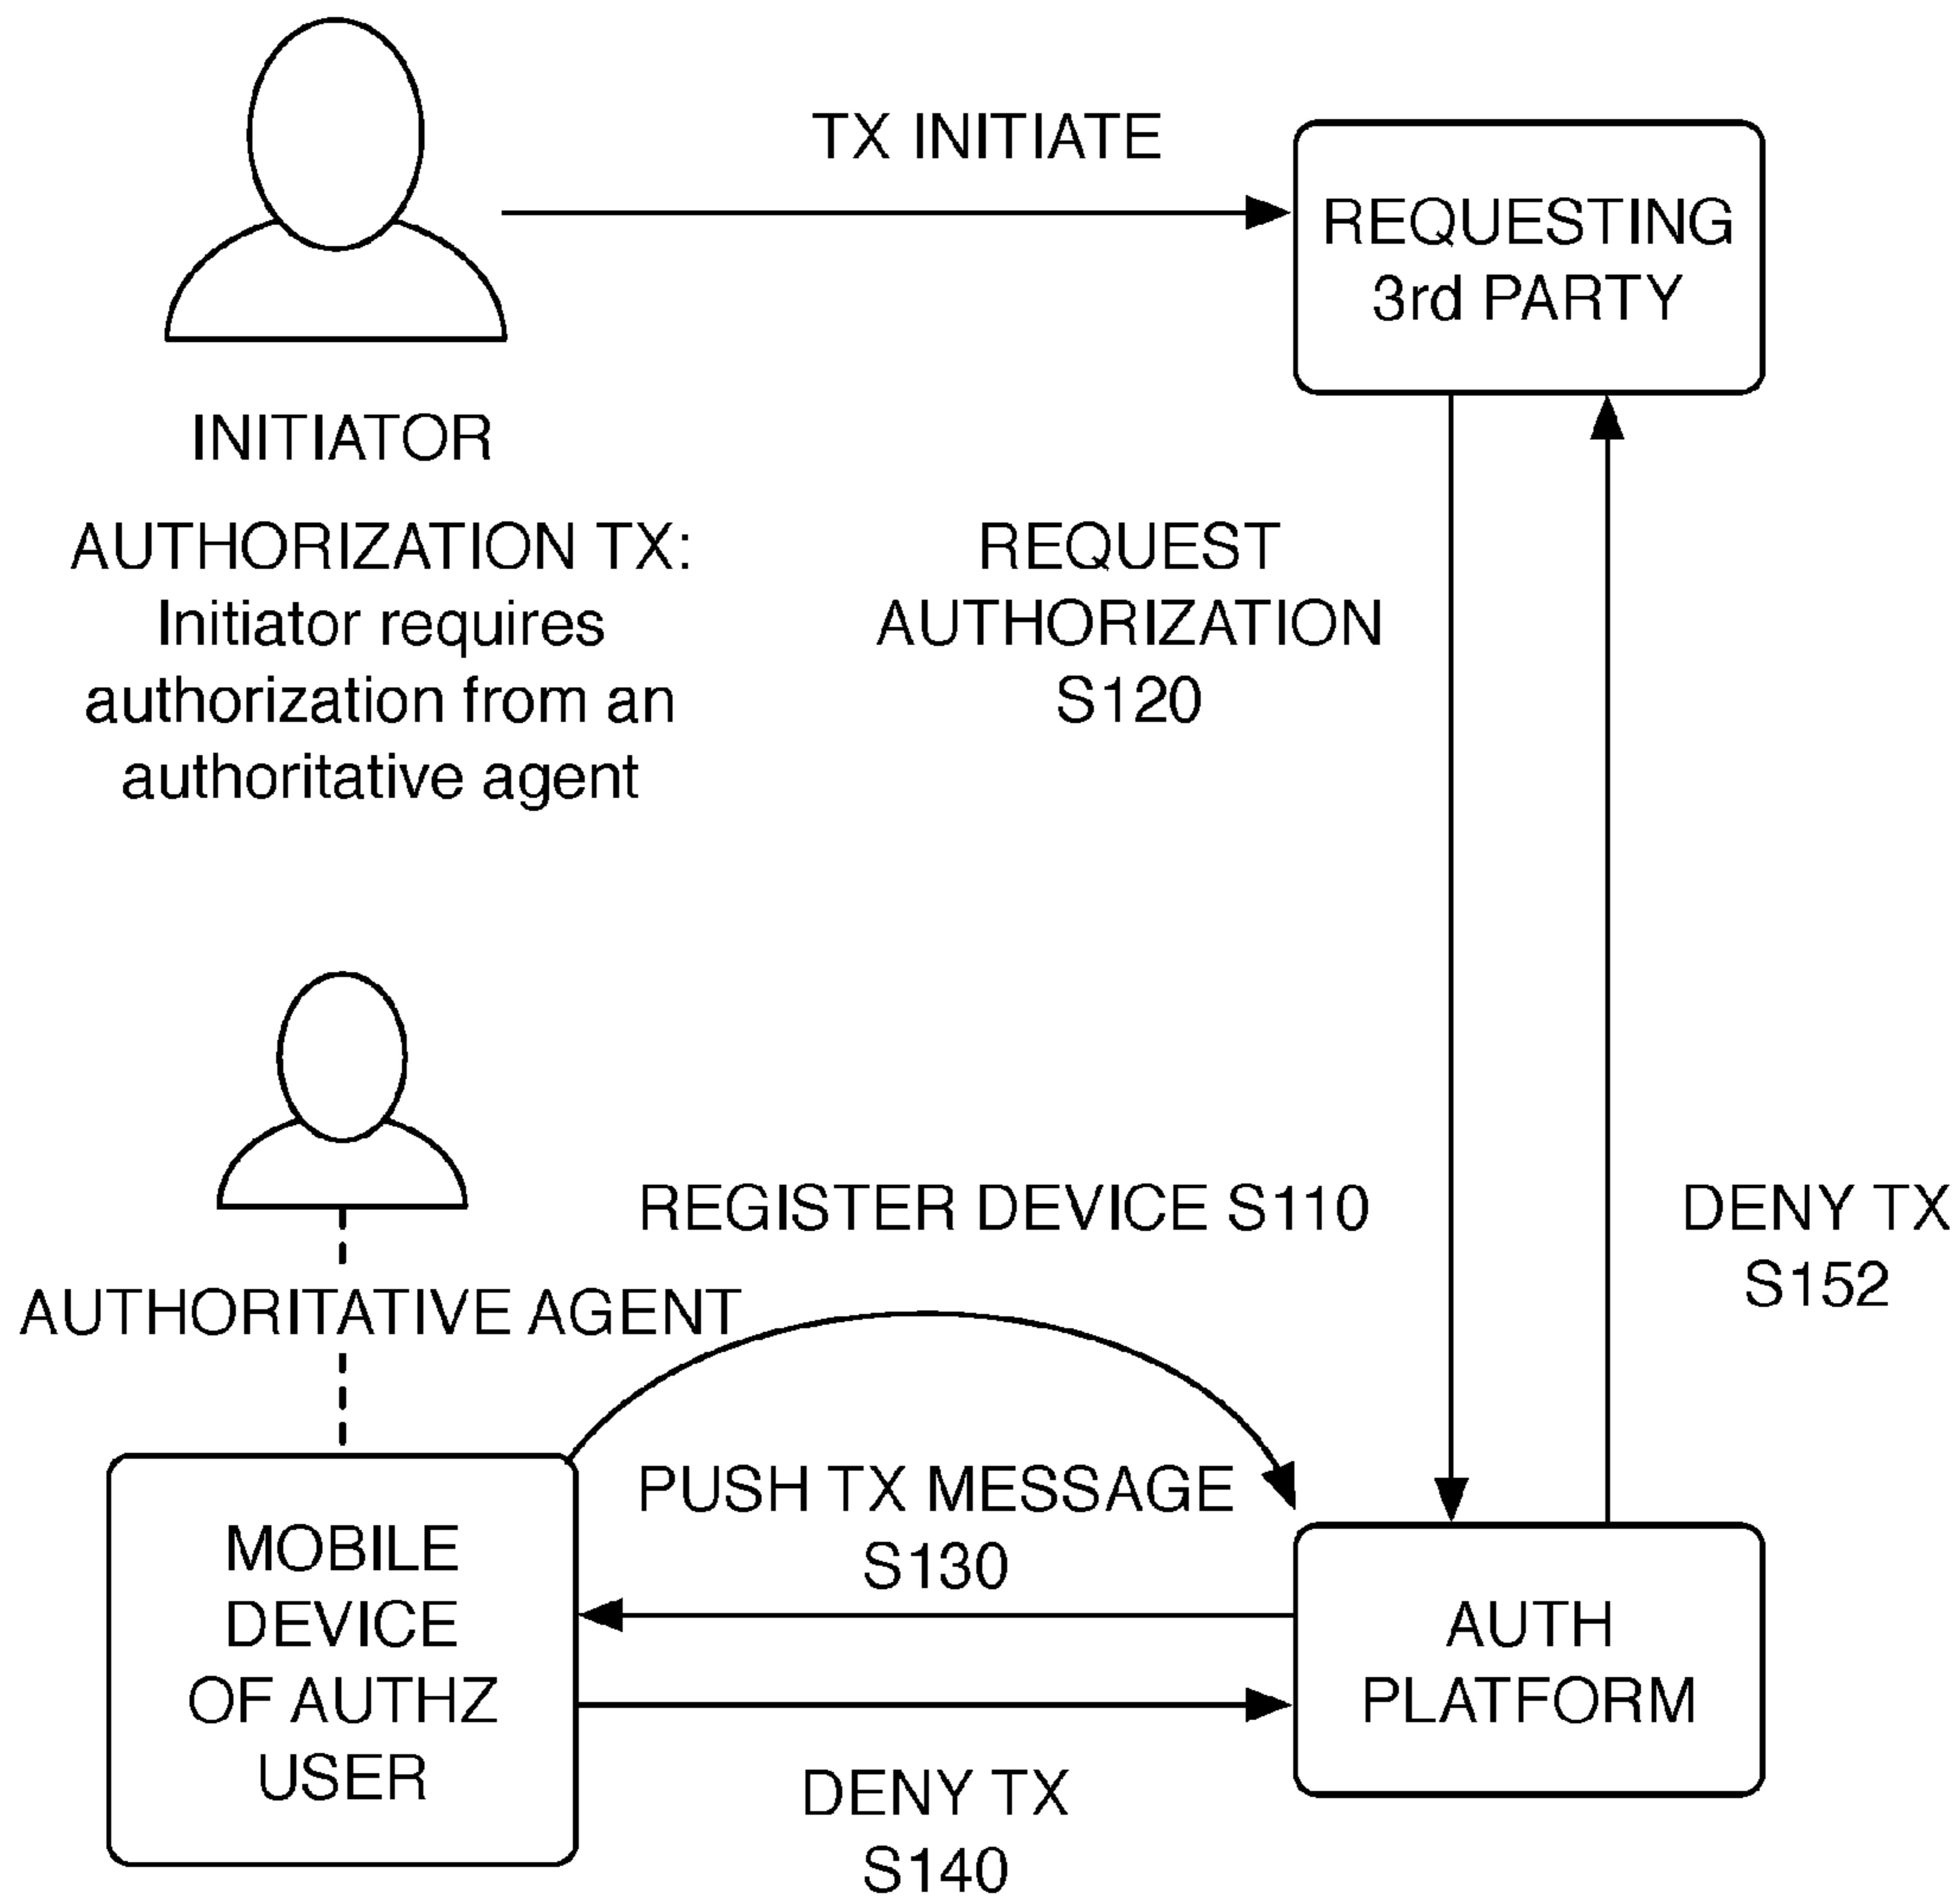 TX INITIATE
REQUESTING
3rd PARTY
INITIATOR
AUTHORIZATION TX:
Initiator requires
authorization from an
authoritative agent
REQUEST
AUTHORIZATION
S120
REGISTER DEVICE S110
DENY TX
S152
AUTHORITATIVE AGENT
PUSH TX MESSAGE
S130
MOBILE
DEVICE
OF AUTHZ
USER
AUTH
PLATFORM
DENY TX
S140